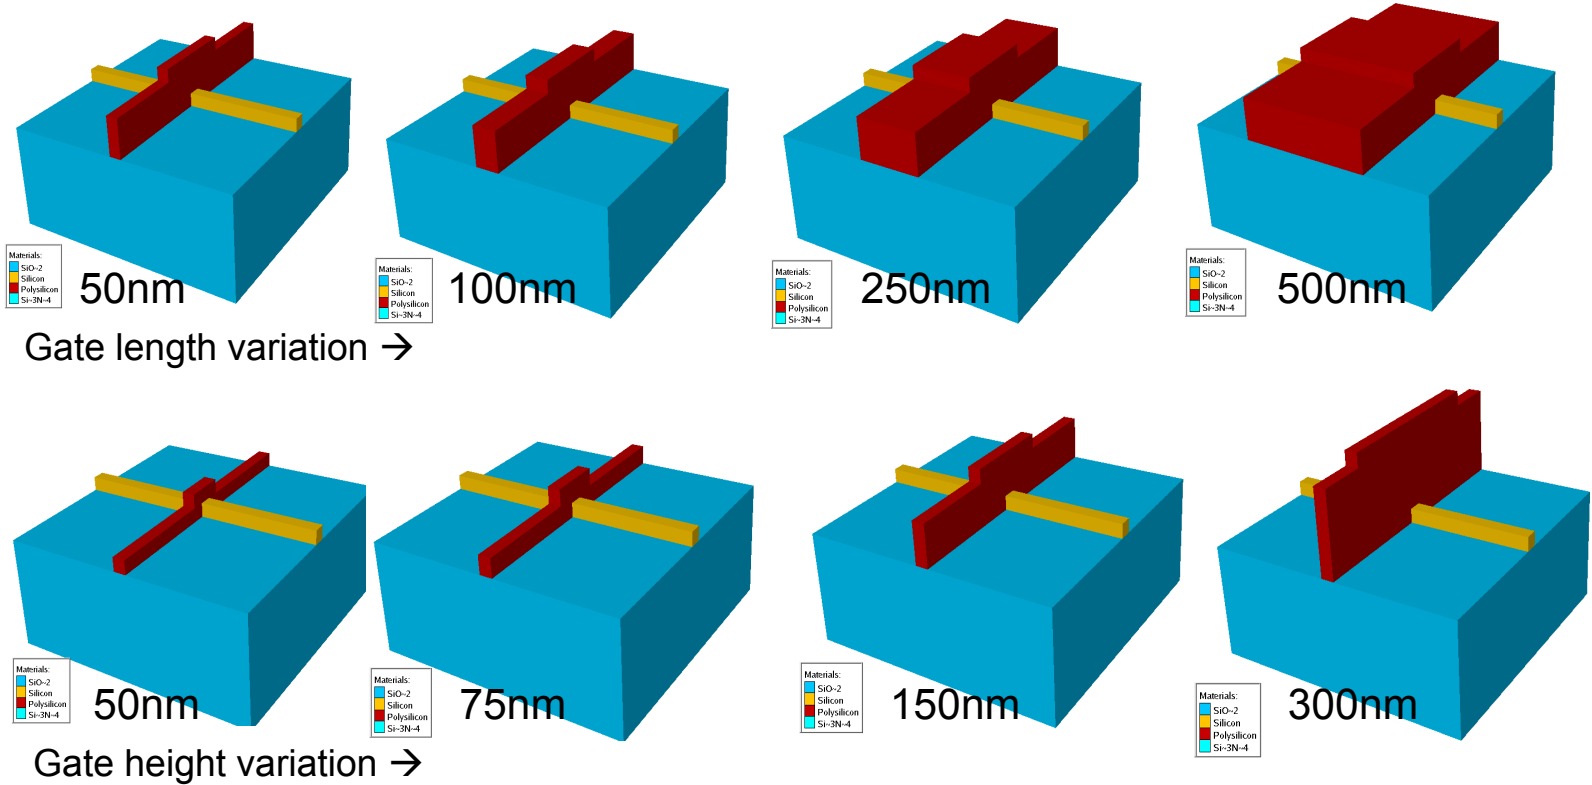 Materials:
SiO~2
Silicon
Polysilicon
Si~3N~4
50nm
Materials:
SiO~2
Silicon
Polysilicon
Si~3N~4
100nm
Materials:
SiO~2
Silicon
Polysilicon
Si~3N~4
250nm
Materials:
SiO~2
Silicon
Polysilicon
Si~3N~4
500nm
Gate length variation →
Materials:
SiO~2
Silicon
Polysilicon
Si~3N~4
50nm
Materials:
SiO~2
Silicon
Polysilicon
Si~3N~4
75nm
Materials:
SiO~2
Silicon
Polysilicon
Si~3N~4
150nm
Materials:
SiO~2
Silicon
Polysilicon
Si~3N~4
300nm
Gate height variation →